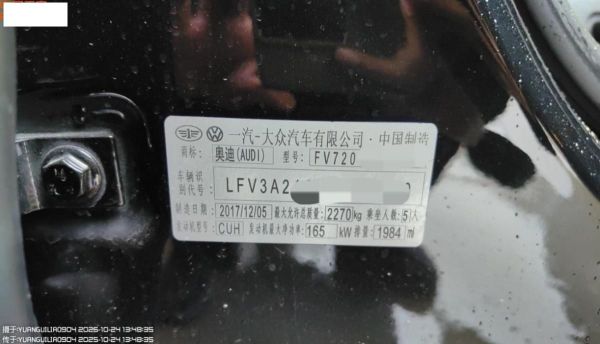 一汽-大众汽车有限公司·中国制造
商标: 奥迪(AUDI) 型号: FV720
车辆识别代号: LFV3A2
制造日期: 2017/12/05 最大允许总质量: 2270kg 乘坐人数: 5人
发动机型号: CUH 发动机最大净功率: 165 kW 排量: 1984 ml
摄于:YUANGUILIA0904 2025-10-24 13:48:35
传于:YUANGUILIA0904 2025-10-24 13:48:35